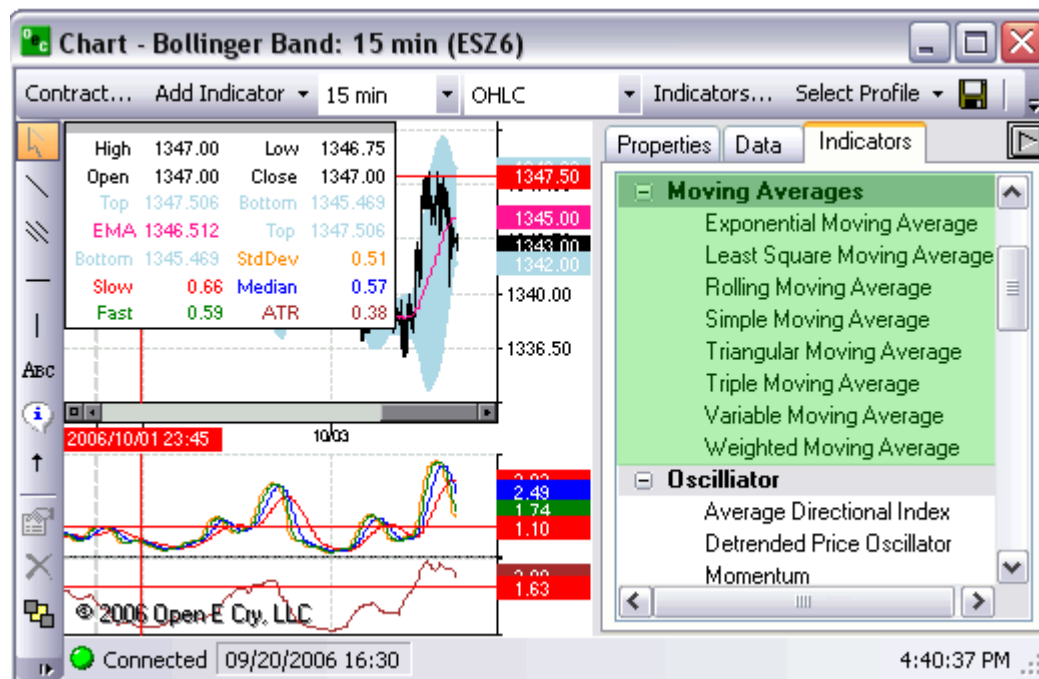 oec Chart - Bollinger Band: 15 min (ESZ6)
Contract... Add Indicator 15 min OHLC Indicators... Select Profile
High 1347.00 Low 1346.75
Open 1347.00 Close 1347.00
Top 1347.506 Bottom 1345.469
EMA 1346.512 Top 1347.506
Bottom 1345.469 StdDev 0.51
Slow 0.66 Median 0.57
Fast 0.59 ATR 0.38
1347.50
1345.00
1343.00
1342.00
1340.00
1336.50
ABC
2006/10/01 23:45 10/03
2.49
1.74
1.10
1.63
© 2006 Open E Cry, LLC
Properties Data Indicators
Moving Averages
Exponential Moving Average
Least Square Moving Average
Rolling Moving Average
Simple Moving Average
Triangular Moving Average
Triple Moving Average
Variable Moving Average
Weighted Moving Average
Oscilliator
Average Directional Index
Detrended Price Oscillator
Momentum
Connected 09/20/2006 16:30 4:40:37 PM